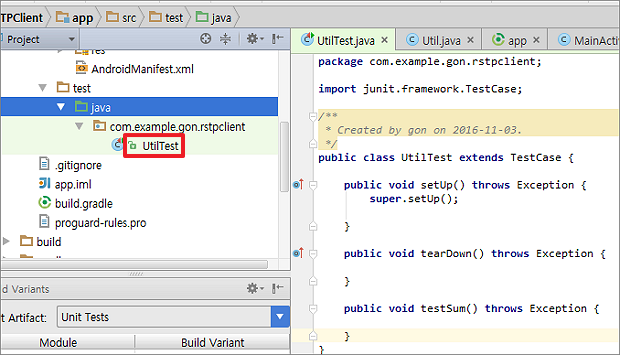 TPClient app src test java
Project
UtilTest.java Util.java app MainActi
res
AndroidManifest.xml
test
java
com.example.gon.rstpclient
UtilTest
.gitignore
app.iml
build.gradle
proguard-rules.pro
build
d Variants
t Artifact: Unit Tests
Module Build Variant
package com.example.gon.rstpclient;
import junit.framework.TestCase;
/**
* Created by gon on 2016-11-03.
*/
public class UtilTest extends TestCase {
public void setUp() throws Exception {
super.setUp();
}
public void tearDown() throws Exception {
}
public void testSum() throws Exception {
}
}